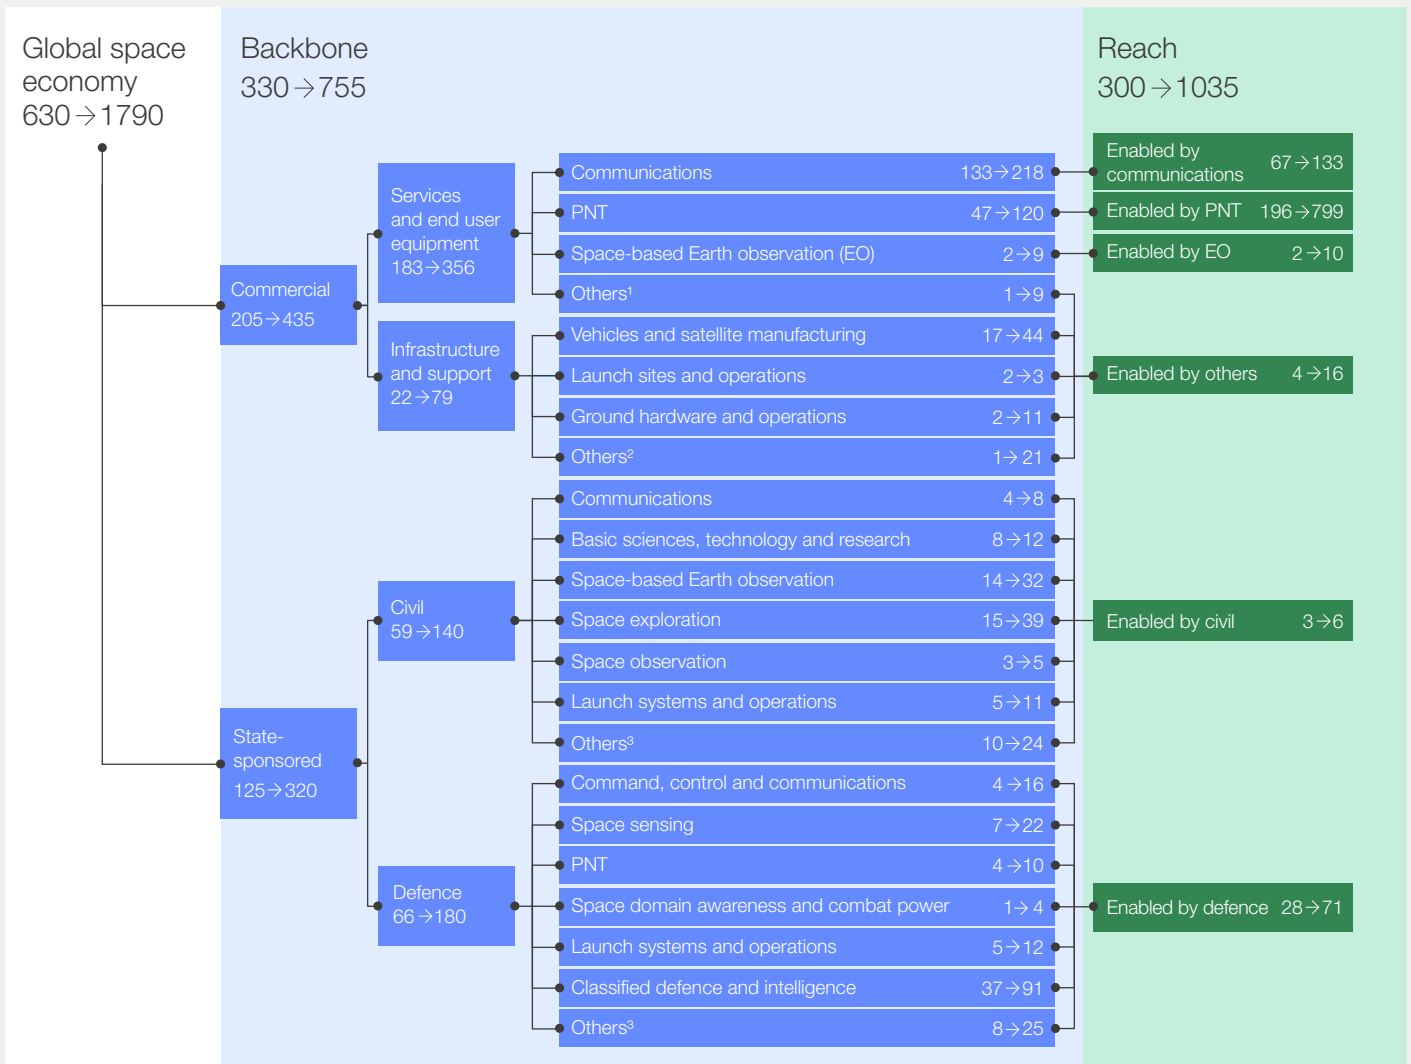 Global space
economy
630→1790
Backbone
330→755
Reach
300→1035
Commercial
205→435
Services
and end user
equipment
183→356
Communications 133→218
Enabled by
communications 67→133
PNT 47→120
Enabled by PNT 196→799
Space-based Earth observation (EO) 2→9
Enabled by EO 2→10
Others¹ 1→9
Infrastructure
and support
22→79
Vehicles and satellite manufacturing 17→44
Launch sites and operations 2→3
Enabled by others 4→16
Ground hardware and operations 2→11
Others² 1→21
State-
sponsored
125→320
Civil
59→140
Communications 4→8
Basic sciences, technology and research 8→12
Space-based Earth observation 14→32
Space exploration 15→39
Enabled by civil 3→6
Space observation 3→5
Launch systems and operations 5→11
Others³ 10→24
Defence
66→180
Command, control and communications 4→16
Space sensing 7→22
PNT 4→10
Space domain awareness and combat power 1→4
Enabled by defence 28→71
Launch systems and operations 5→12
Classified defence and intelligence 37→91
Others³ 8→25